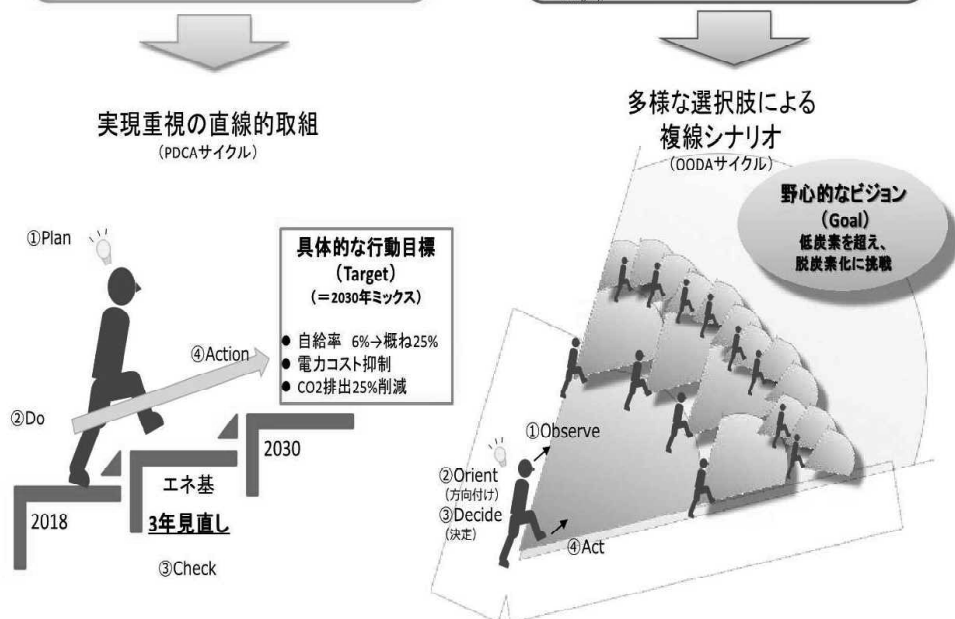 実現重視の直線的取組
(PDCAサイクル)
①Plan
具体的な行動目標
(Target)
(＝2030年ミックス)
● 自給率 6%→概ね25%
● 電力コスト抑制
● CO2排出25%削減
④Action
②Do
2018
エネ基
3年見直し
2030
③Check
多様な選択肢による
複線シナリオ
(OODAサイクル)
野心的なビジョン
(Goal)
低炭素を超え、
脱炭素化に挑戦
①Observe
②Orient
(方向付け)
③Decide
(決定)
④Act